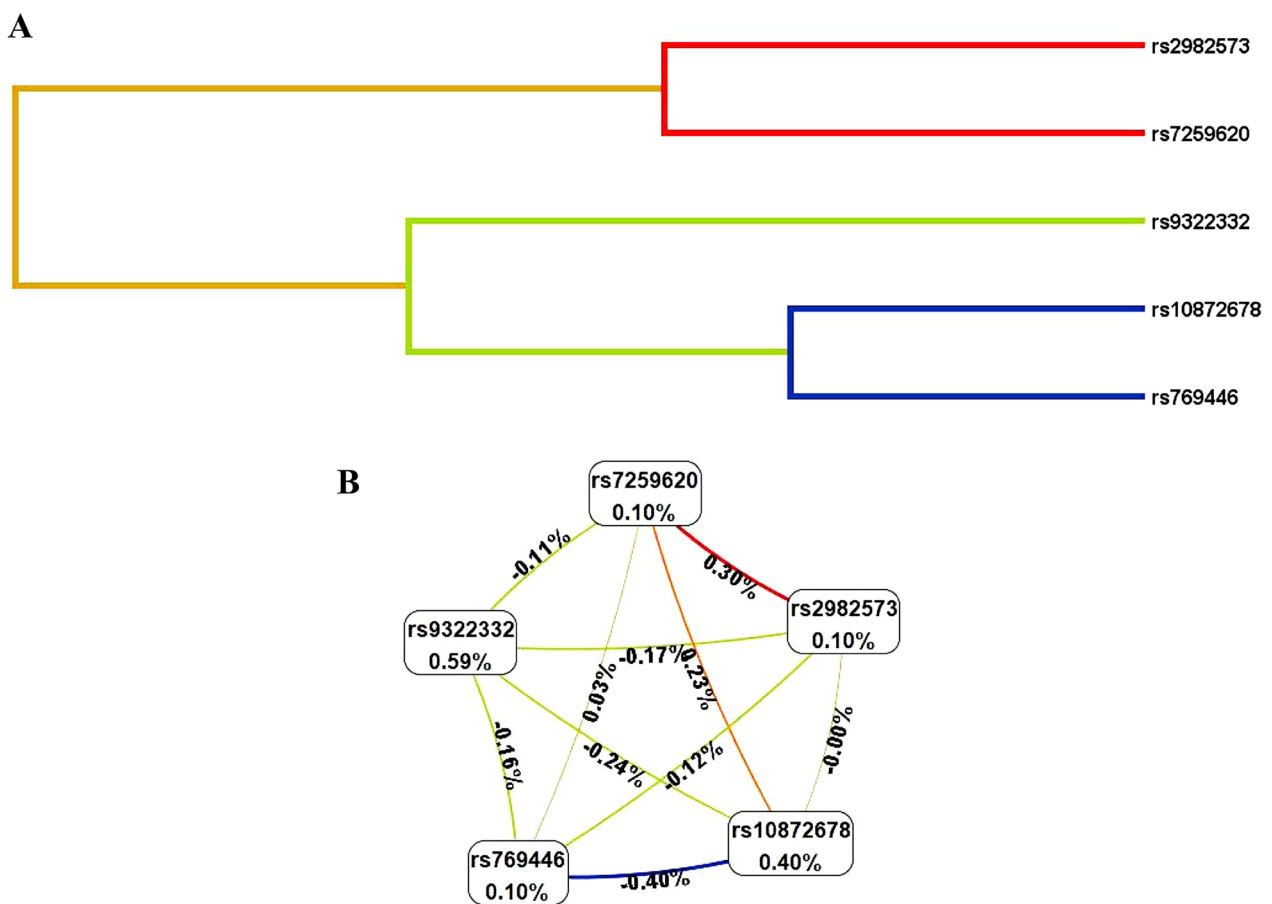 A
rs2982573
rs7259620
rs9322332
rs10872678
rs769446
B
rs7259620
0.10%
-0.11%
0.30%
rs2982573
0.10%
rs9322332
0.59%
-0.17%
0.23%
0.03%
-0.00%
-0.16%
-0.24%
-0.12%
rs10872678
0.40%
rs769446
0.10%
-0.40%